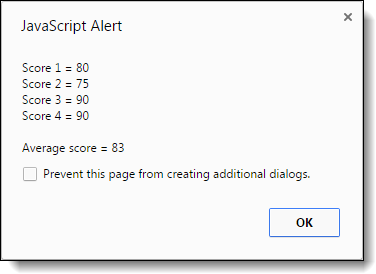 JavaScript Alert
Score 1 = 80
Score 2 = 75
Score 3 = 90
Score 4 = 90
Average score = 83
Prevent this page from creating additional dialogs.
OK